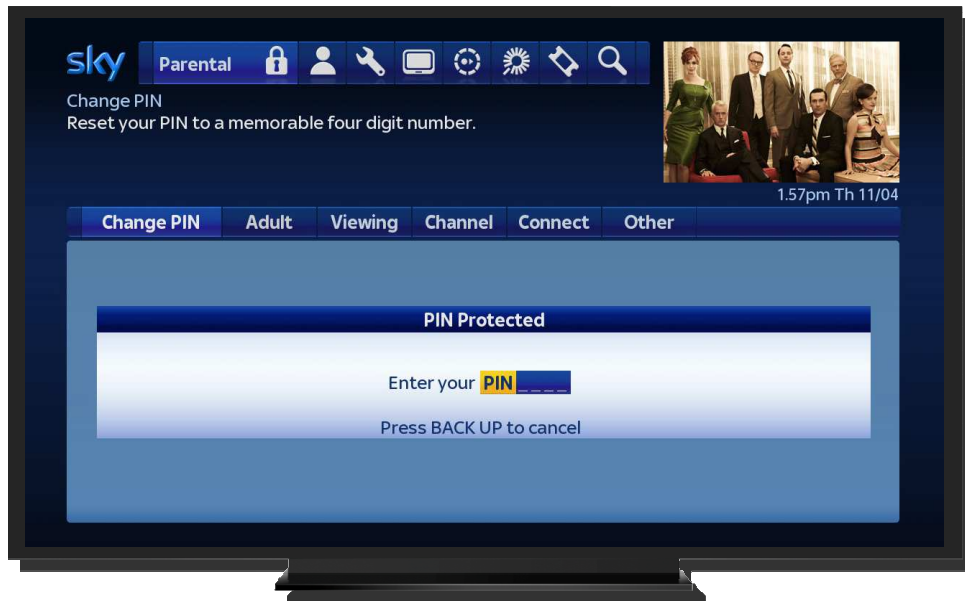 sky
Parental
Change PIN
Reset your PIN to a memorable four digit number.
1.57pm Th 11/04
Change PIN Adult Viewing Channel Connect Other
PIN Protected
Enter your PIN _ _ _ _
Press BACK UP to cancel